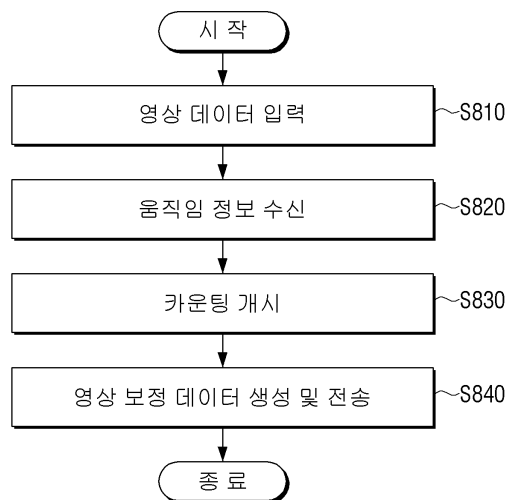 시 작
영상 데이터 입력
S810
움직임 정보 수신
S820
카운팅 개시
S830
영상 보정 데이터 생성 및 전송
S840
종 료